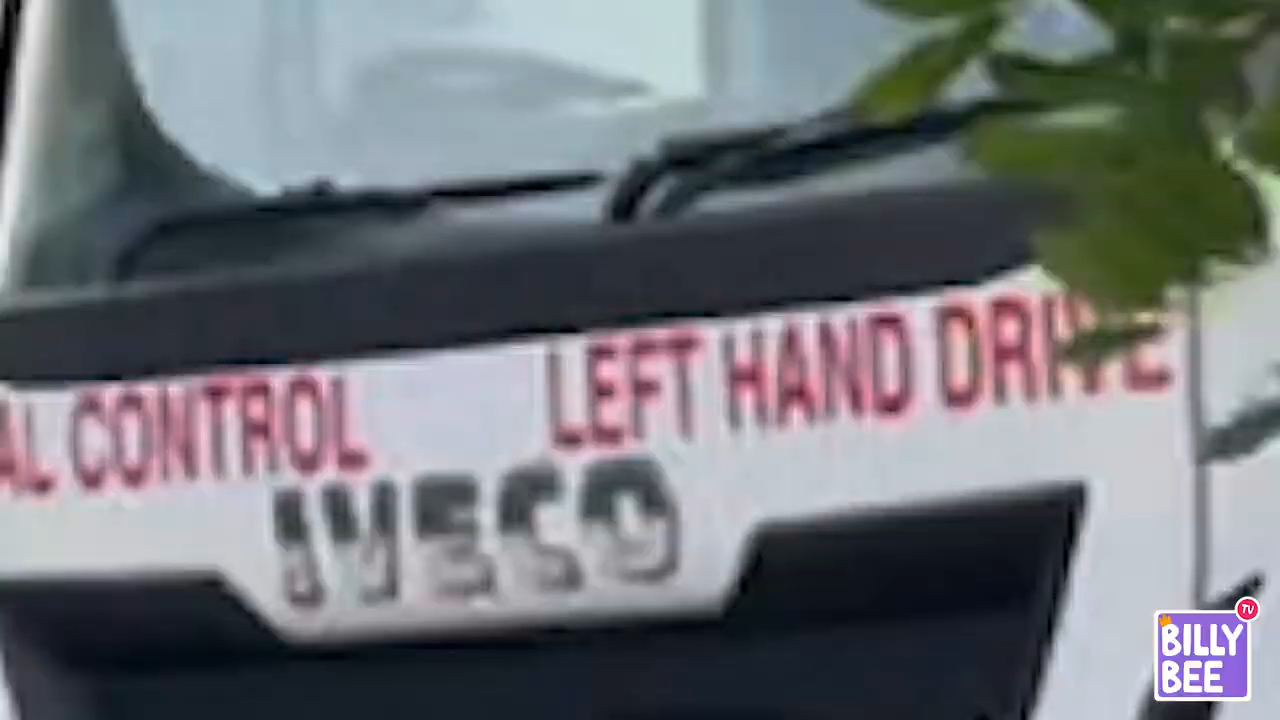 AL CONTROL LEFT HAND DRIVE
IVECO
TV
BILLY
BEE